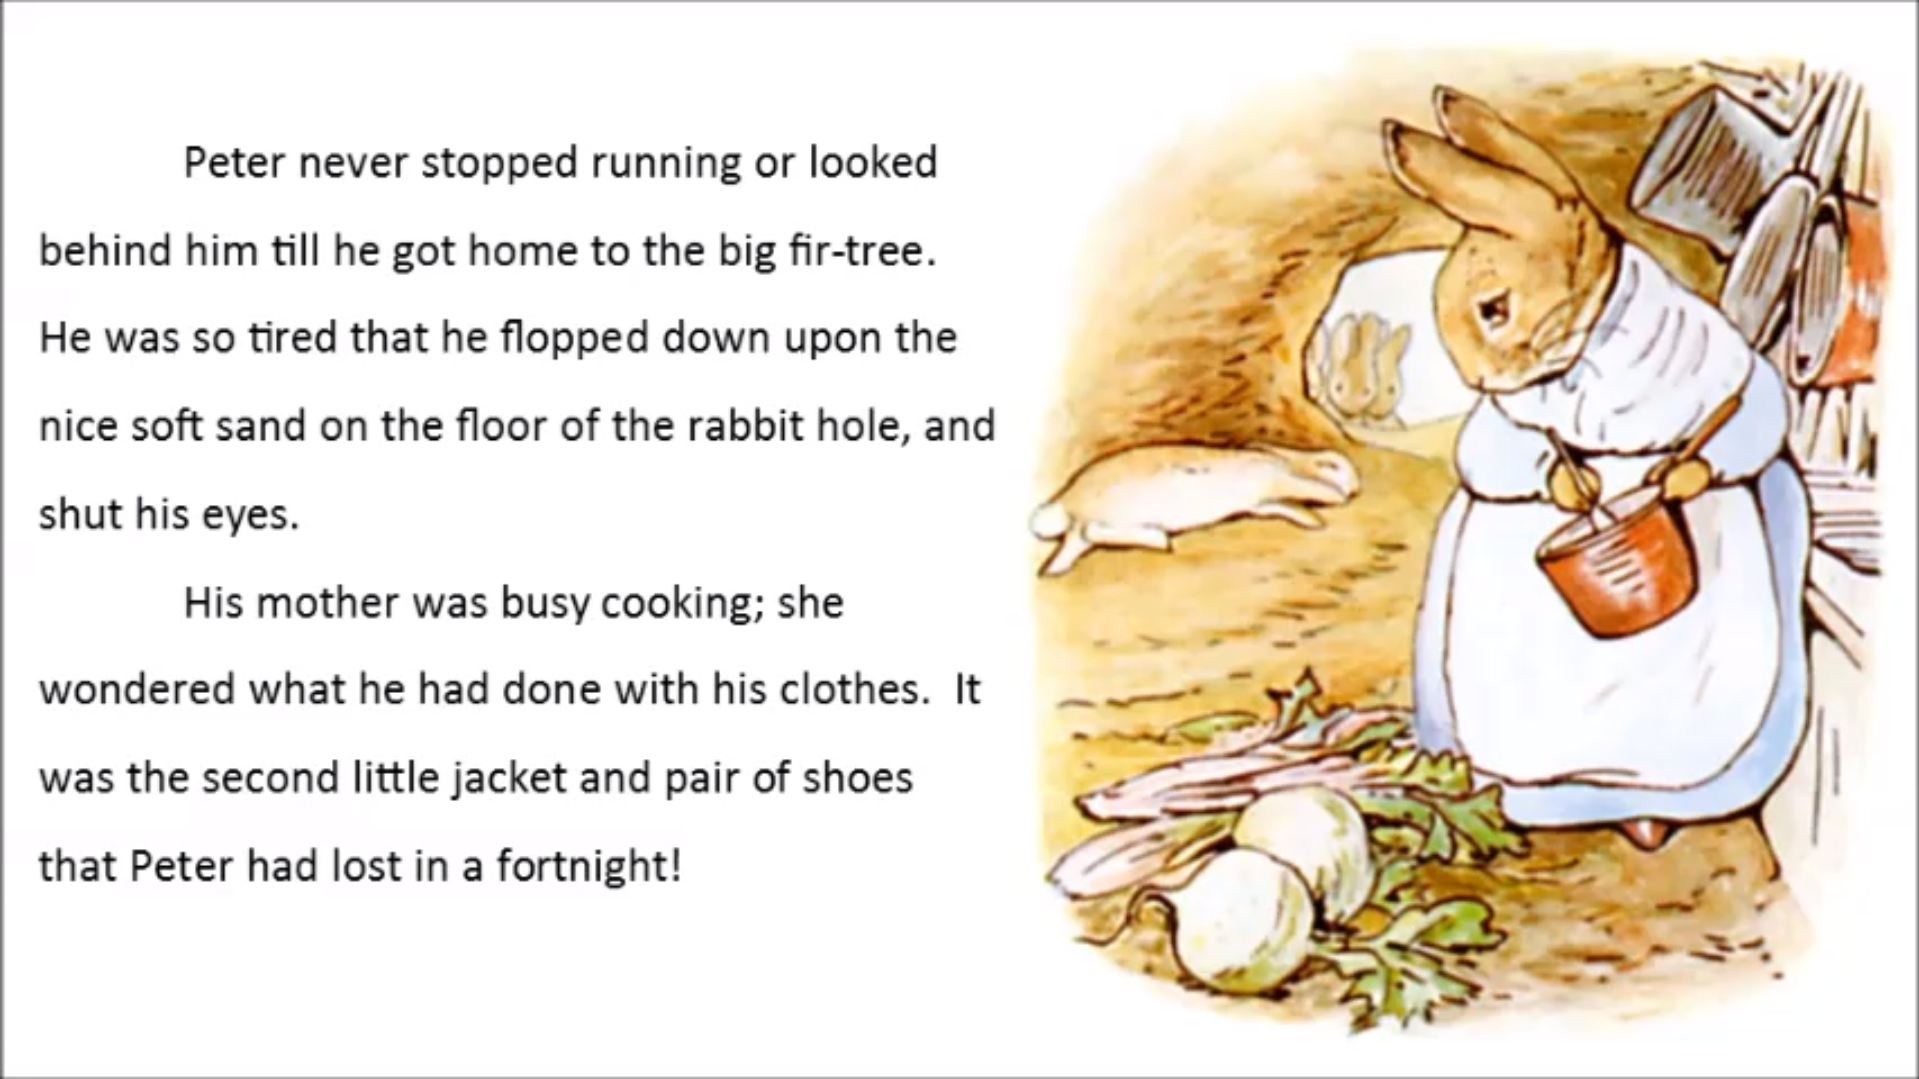 Peter never stopped running or looked
behind him till he got home to the big fir-tree.
He was so tired that he flopped down upon the
nice soft sand on the floor of the rabbit hole, and
shut his eyes.
His mother was busy cooking; she
wondered what he had done with his clothes.  It
was the second little jacket and pair of shoes
that Peter had lost in a fortnight!